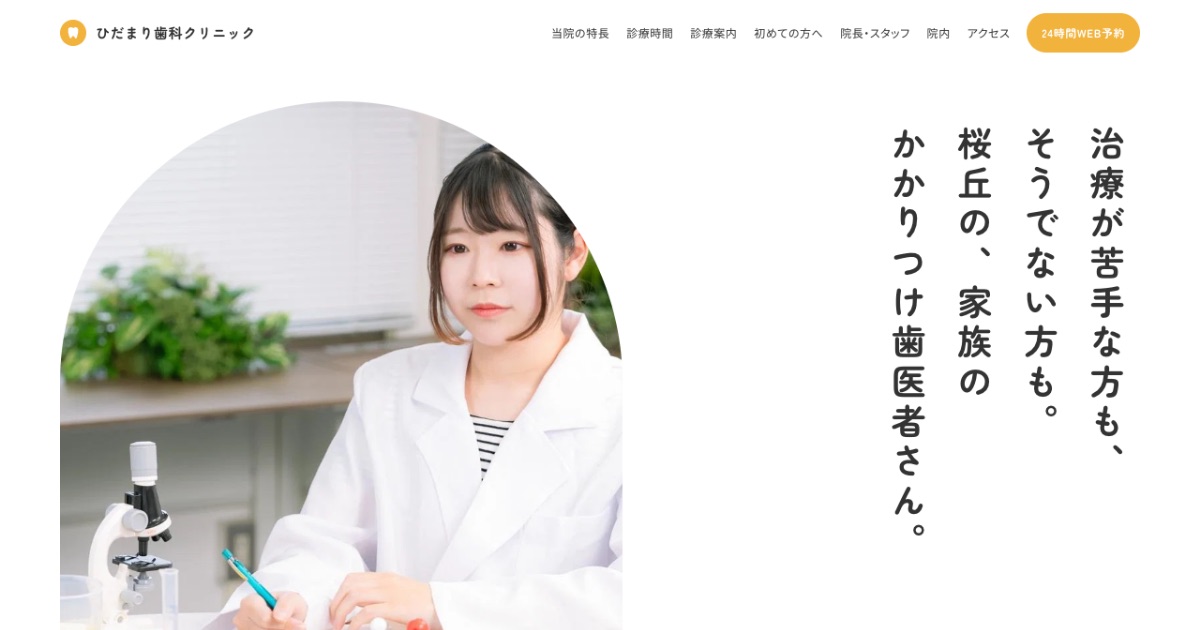 ひだまり歯科クリニック
当院の特長
診療時間
診療案内
初めての方へ
院長・スタッフ
院内
アクセス
24時間WEB予約
治療が苦手な方も、
そうでない方も。
桜丘の、家族の
かかりつけ歯医者さん。